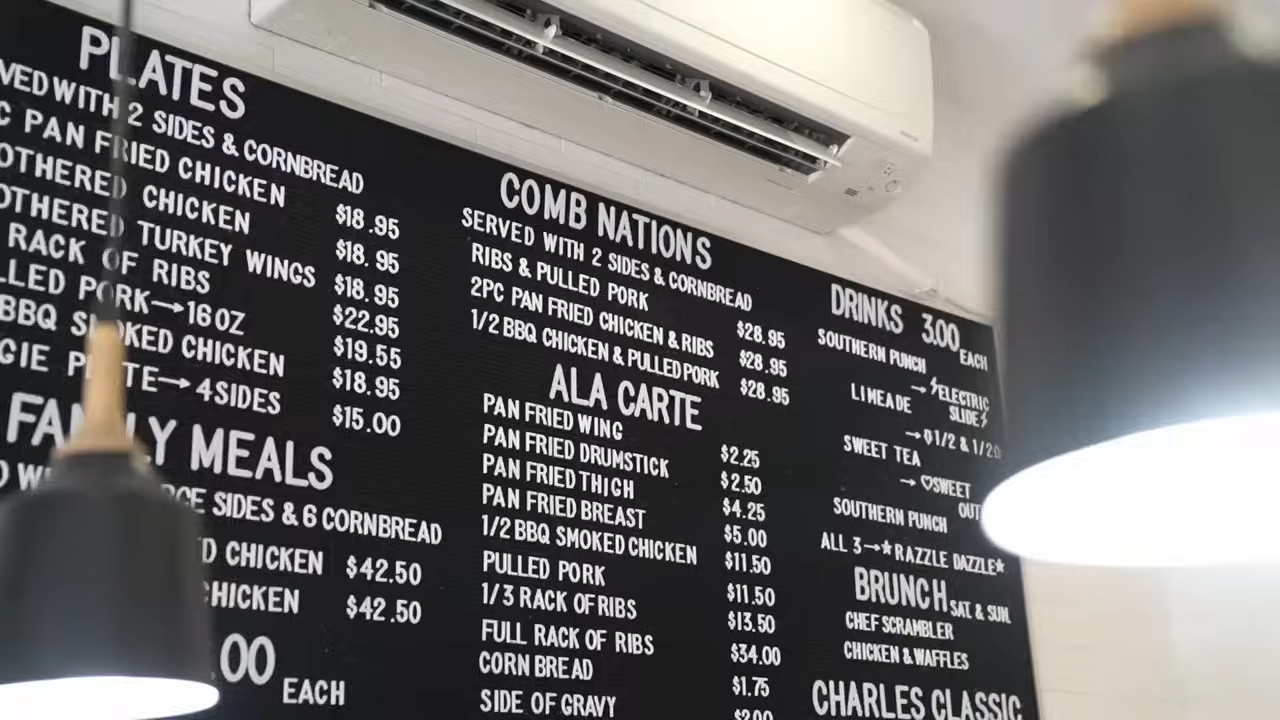 PLATES
WITH 2 SIDES & CORNBREAD
PAN FRIED CHICKEN $18.95
CHICKEN $18.95
TURKEY WINGS $18.95
RACK OF RIBS $22.95
PORK→16OZ $19.55
BBQ SMOKED CHICKEN $18.95
→4SIDES $15.00
FAMILY MEALS
SIDES & 6 CORNBREAD
CHICKEN $42.50
CHICKEN $42.50
.00 EACH
COMB NATIONS
SERVED WITH 2 SIDES & CORNBREAD
RIBS & PULLED PORK $28.95
2PC PAN FRIED CHICKEN & RIBS $28.95
1/2 BBQ CHICKEN & PULLED PORK $28.95
ALA CARTE
PAN FRIED WING $2.25
PAN FRIED DRUMSTICK $2.50
PAN FRIED THIGH $4.25
PAN FRIED BREAST $5.00
1/2 BBQ SMOKED CHICKEN $11.50
PULLED PORK $11.50
1/3 RACK OF RIBS $13.50
FULL RACK OF RIBS $34.00
CORN BREAD $1.75
SIDE OF GRAVY $2.00
DRINKS 3.00 EACH
SOUTHERN PUNCH
→⚡ELECTRIC
LIMEADE SLIDE⚡
→1/2 & 1/2
SWEET TEA
→♡SWEET
OUT
SOUTHERN PUNCH
ALL 3→★RAZZLE DAZZLE★
BRUNCH SAT. & SUN.
CHEF SCRAMBLER
CHICKEN & WAFFLES
CHARLES CLASSIC